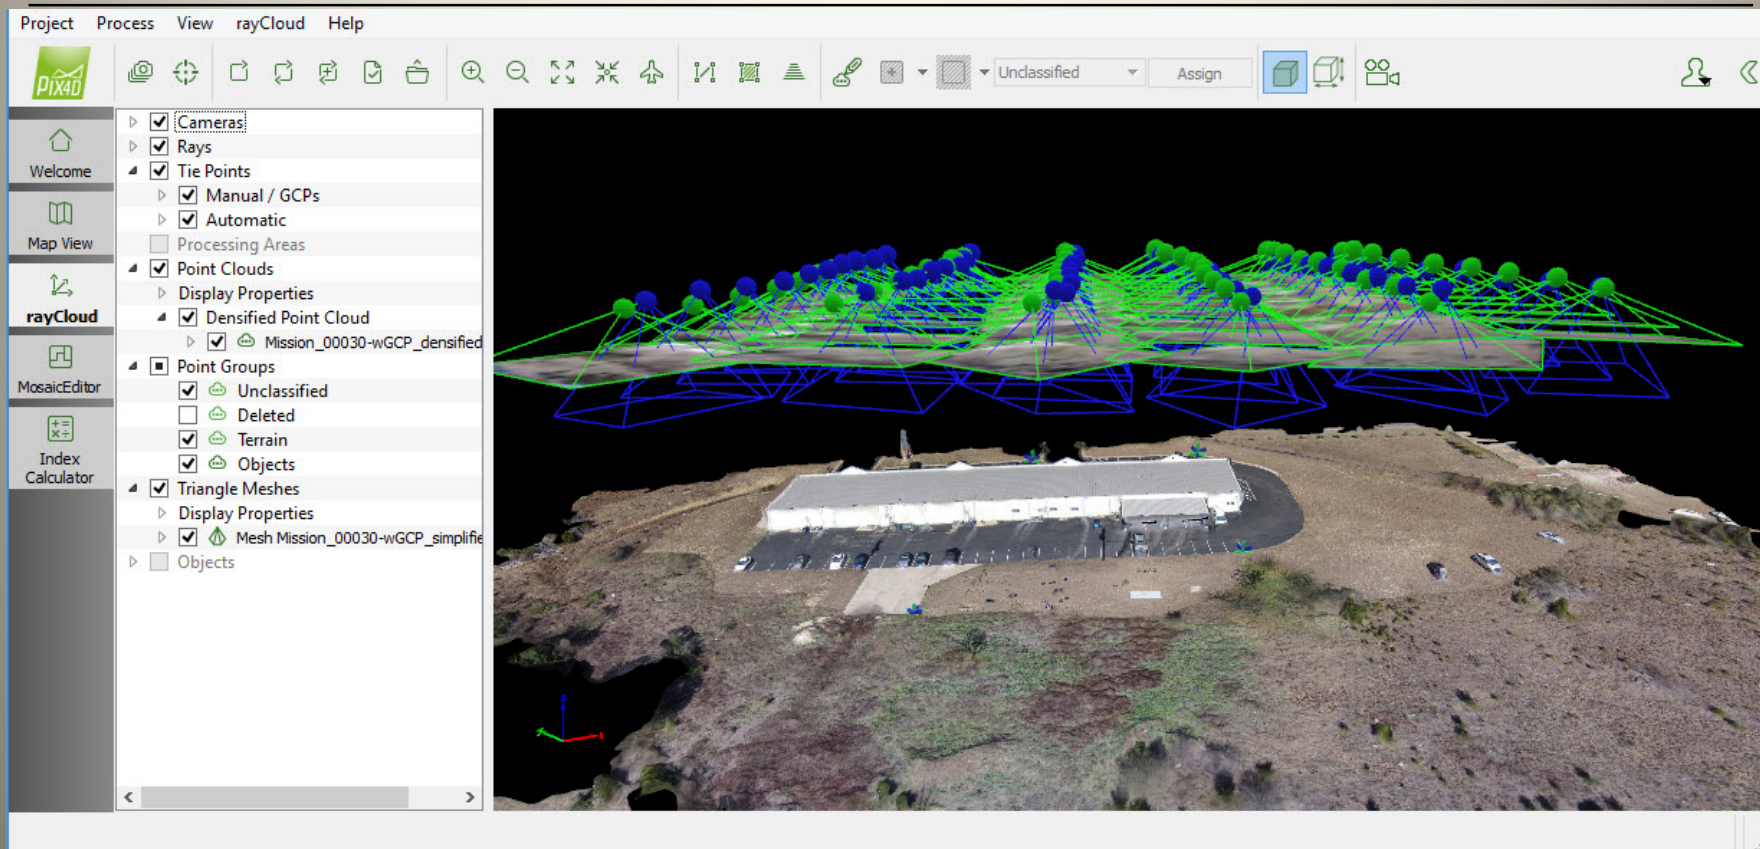 Project Process View rayCloud Help
PIX4D
Unclassified Assign
Welcome
Map View
rayCloud
MosaicEditor
Index
Calculator
Cameras
Rays
Tie Points
Manual / GCPs
Automatic
Processing Areas
Point Clouds
Display Properties
Densified Point Cloud
Mission_00030-wGCP_densified
Point Groups
Unclassified
Deleted
Terrain
Objects
Triangle Meshes
Display Properties
Mesh Mission_00030-wGCP_simplifie
Objects